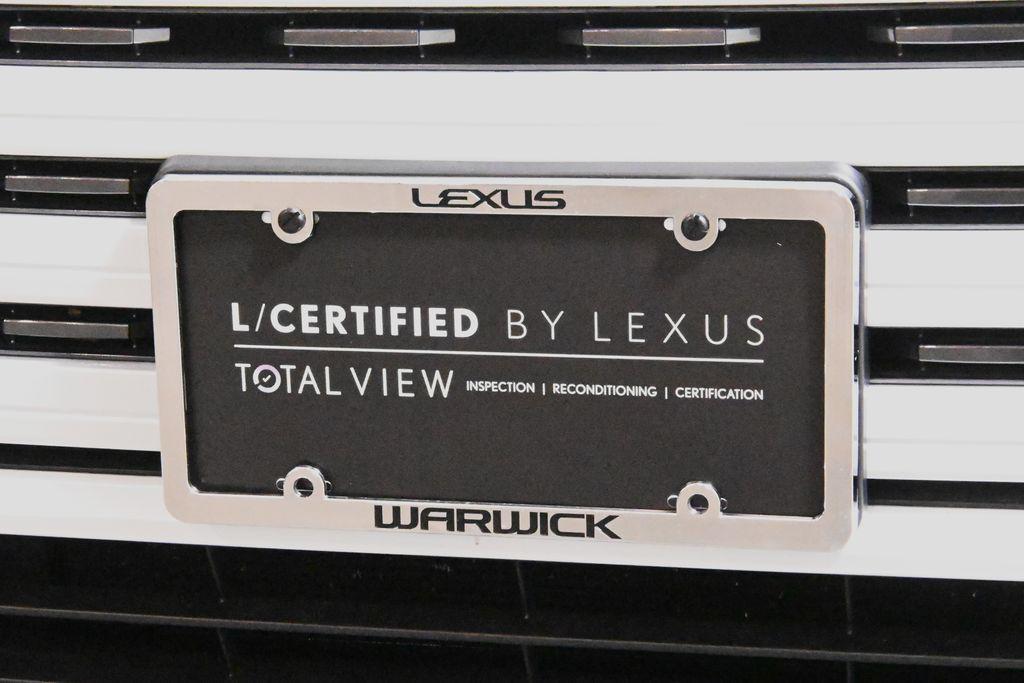 LEXUS
L/CERTIFIED BY LEXUS
TOTAL VIEW INSPECTION | RECONDITIONING | CERTIFICATION
WARWICK